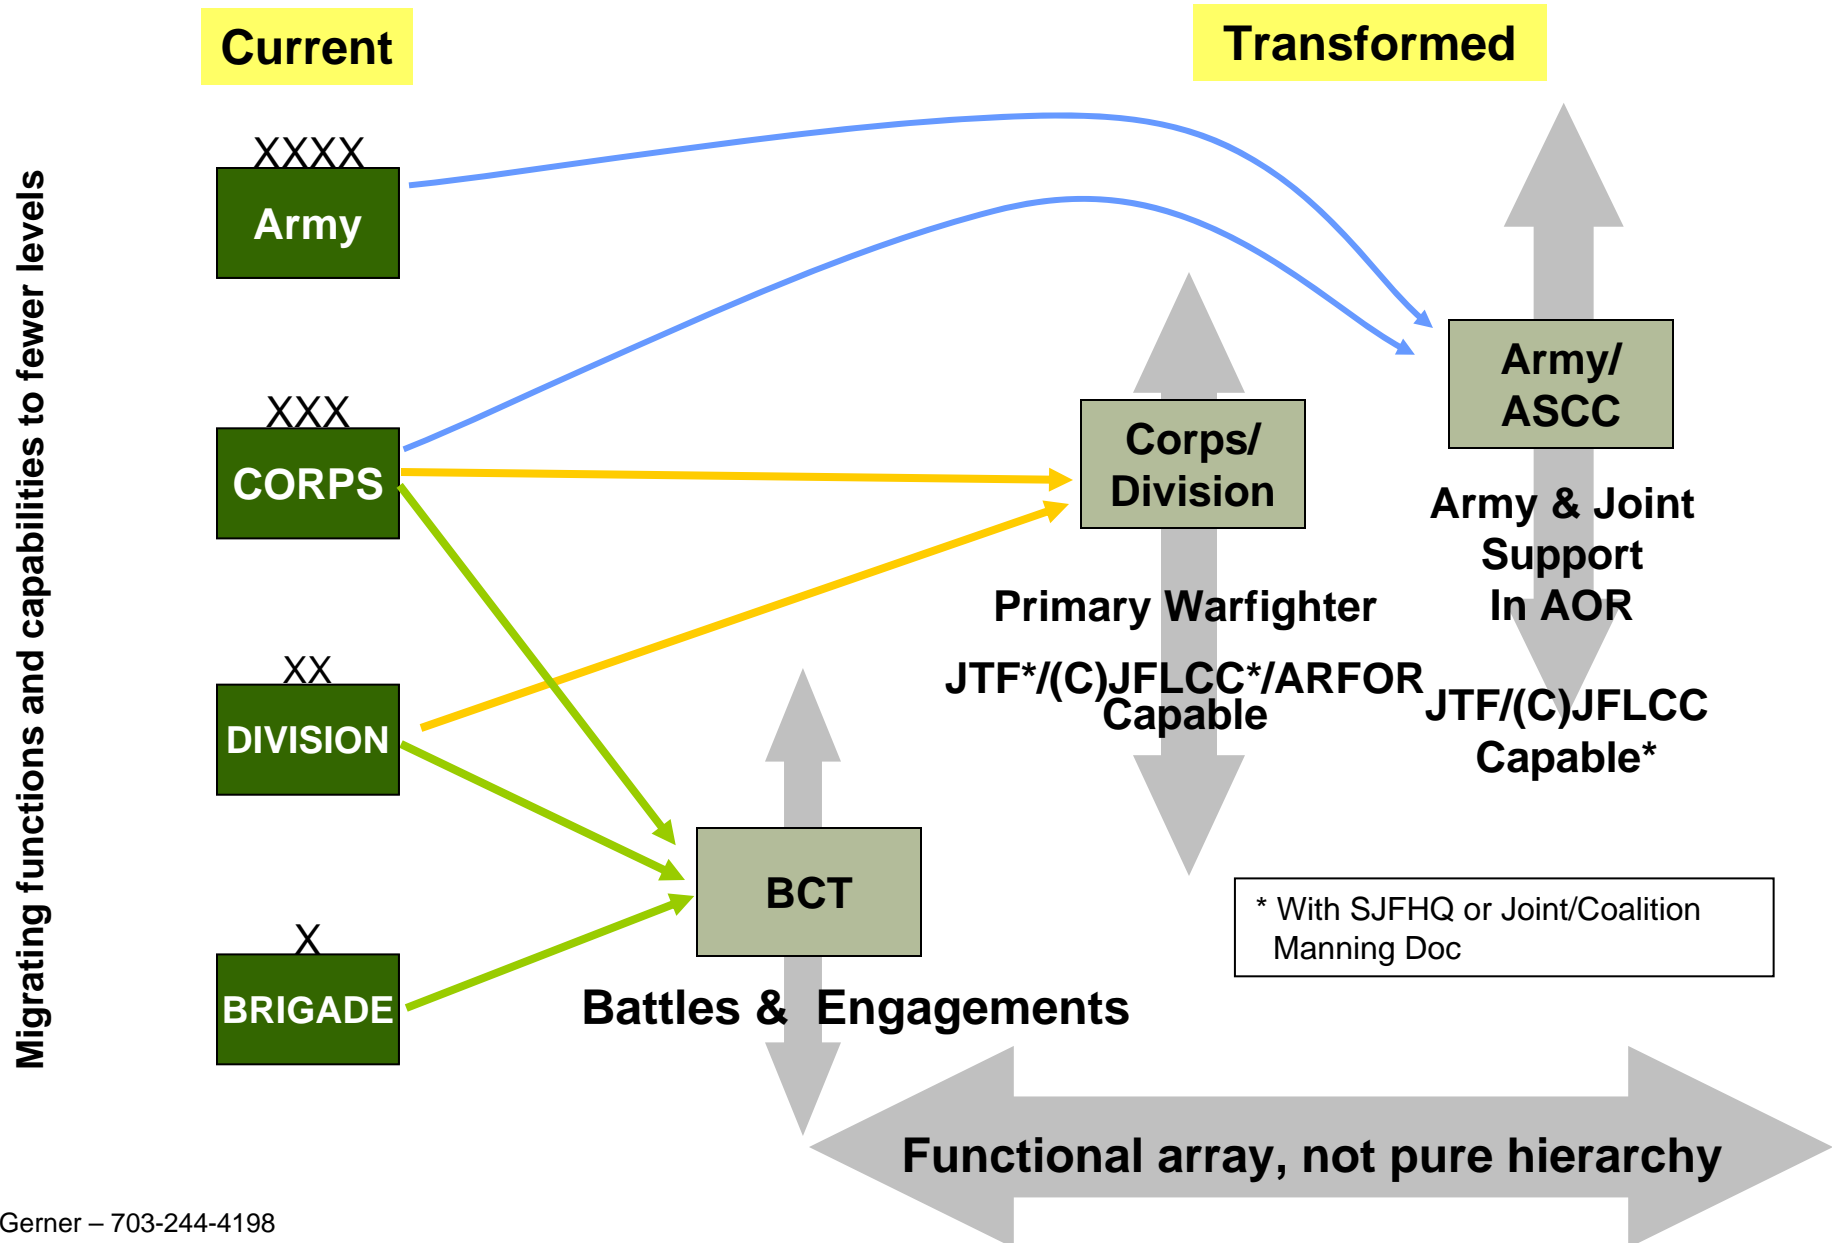 Current
Transformed
Migrating functions and capabilities to fewer levels
XXXX
Army
XXX
CORPS
XX
DIVISION
X
BRIGADE
Army/
ASCC
Army & Joint
Support
In AOR
JTF/(C)JFLCC
Capable*
Corps/
Division
Primary Warfighter
JTF*/(C)JFLCC*/ARFOR
Capable
BCT
Battles & Engagements
* With SJFHQ or Joint/Coalition
Manning Doc
Functional array, not pure hierarchy
Gerner – 703-244-4198